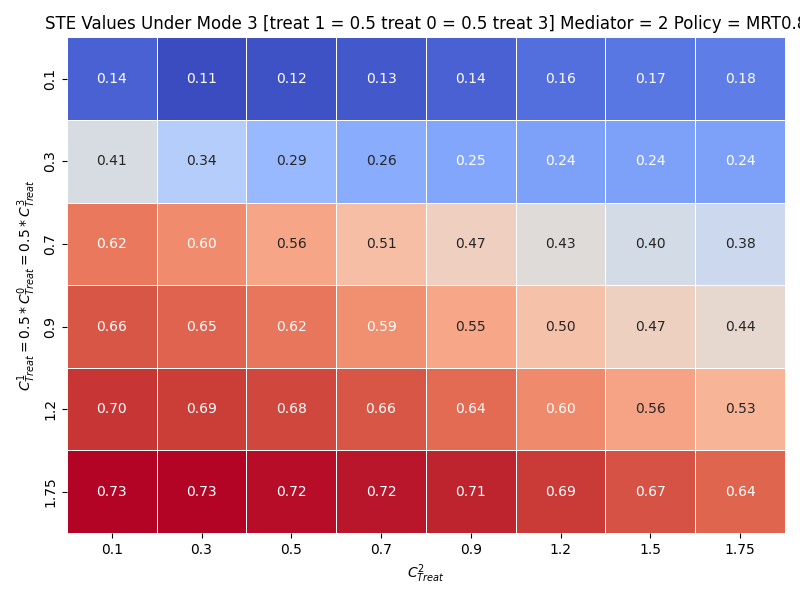 STE Values Under Mode 3 [treat 1 = 0.5 treat 0 = 0.5 treat 3] Mediator = 2 Policy = MRT0.8
0.1 0.14 0.11 0.12 0.13 0.14 0.16 0.17 0.18
0.3 0.41 0.34 0.29 0.26 0.25 0.24 0.24 0.24
0.7 0.62 0.60 0.56 0.51 0.47 0.43 0.40 0.38
0.9 0.66 0.65 0.62 0.59 0.55 0.50 0.47 0.44
1.2 0.70 0.69 0.68 0.66 0.64 0.60 0.56 0.53
1.75 0.73 0.73 0.72 0.72 0.71 0.69 0.67 0.64
0.1 0.3 0.5 0.7 0.9 1.2 1.5 1.75
C^2_{Treat}
C^1_{Treat} = 0.5 * C^0_{Treat} = 0.5 * C^3_{Treat}